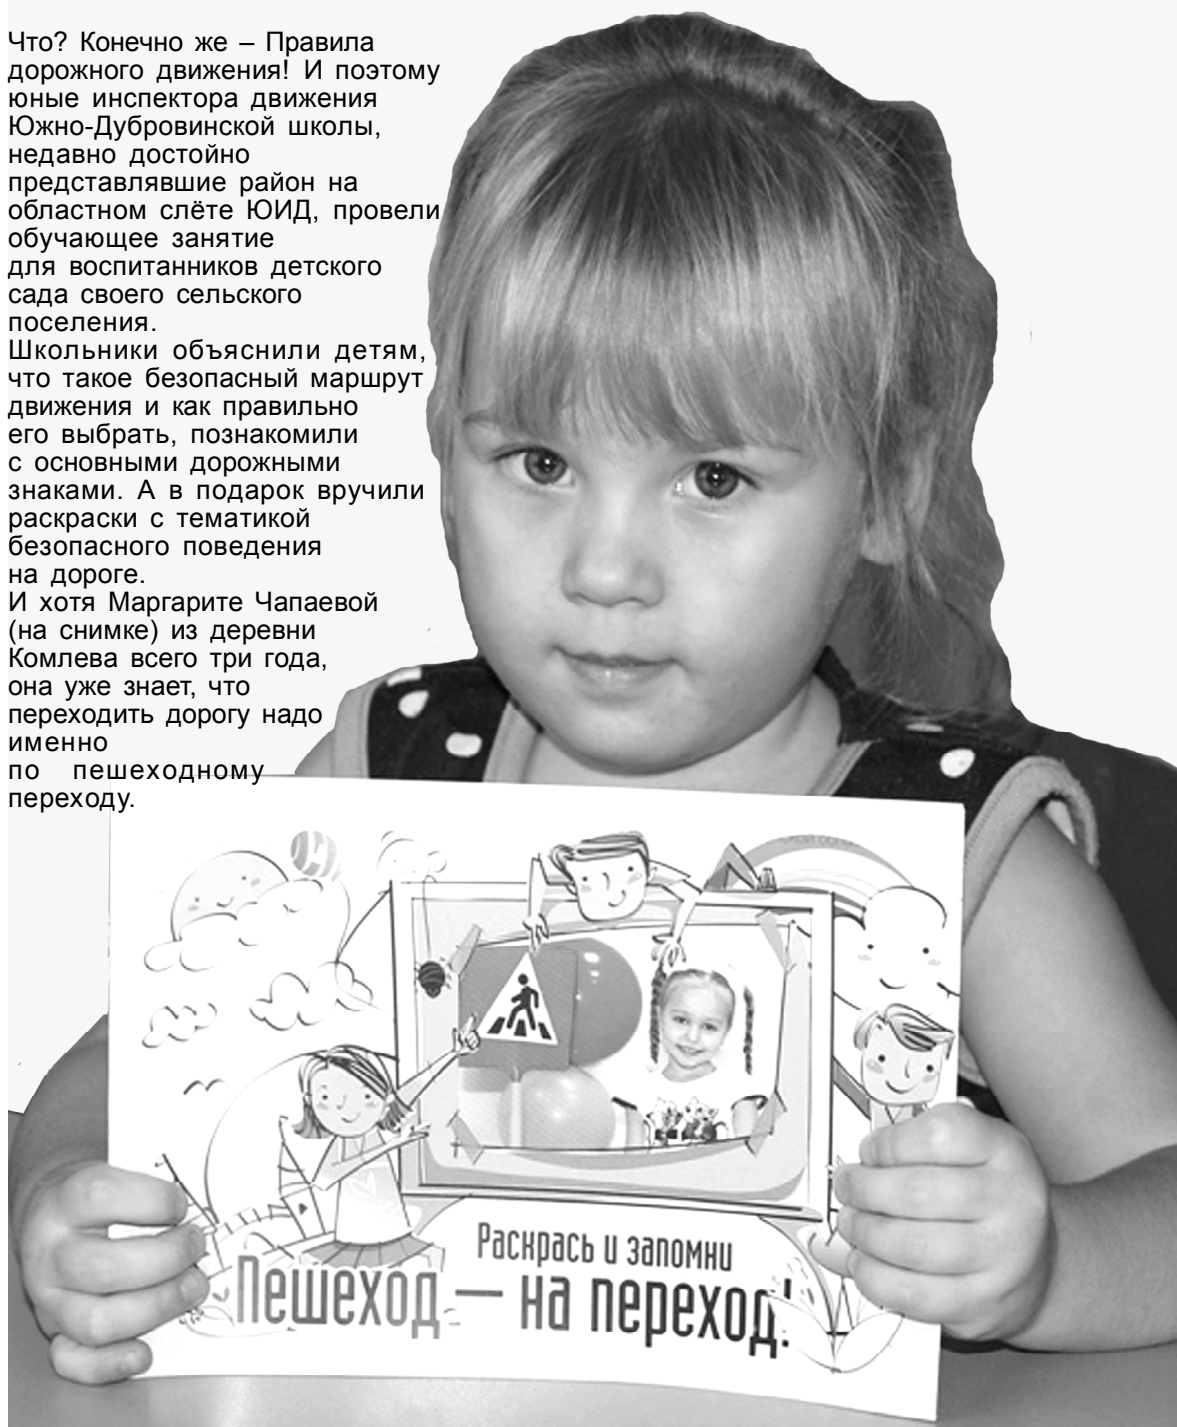 Что? Конечно же – Правила
дорожного движения! И поэтому
юные инспектора движения
Южно-Дубровинской школы,
недавно достойно
представлявшие район на
областном слёте ЮИД, провели
обучающее занятие
для воспитанников детского
сада своего сельского
поселения.
Школьники объяснили детям,
что такое безопасный маршрут
движения и как правильно
его выбрать, познакомили
с основными дорожными
знаками. А в подарок вручили
раскраски с тематикой
безопасного поведения
на дороге.
И хотя Маргарите Чапаевой
(на снимке) из деревни
Комлева всего три года,
она уже знает, что
переходить дорогу надо
именно
по пешеходному
переходу.
Раскрась и запомни
Пешеход – на переход!